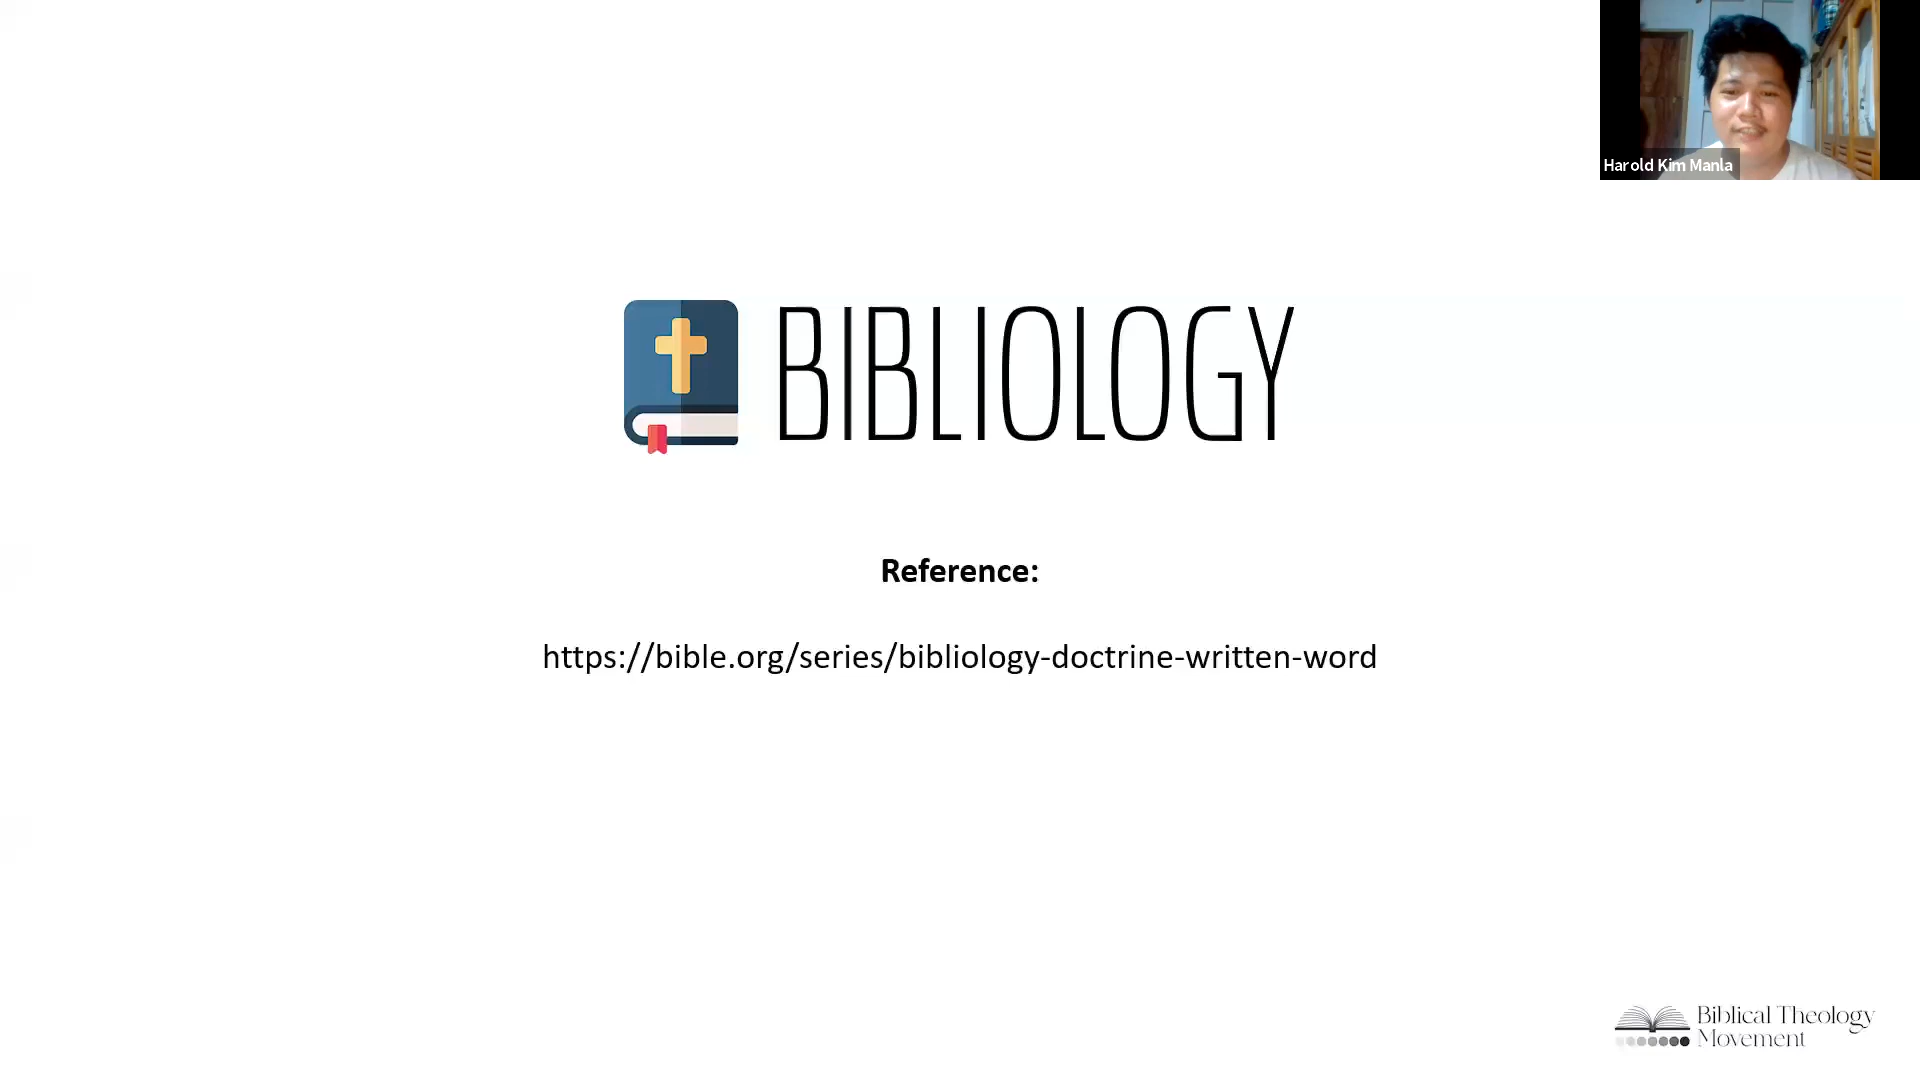 Harold Kim Manla
BIBLIOLOGY
Reference:
https://bible.org/series/bibliology-doctrine-written-word
Biblical Theology
Movement